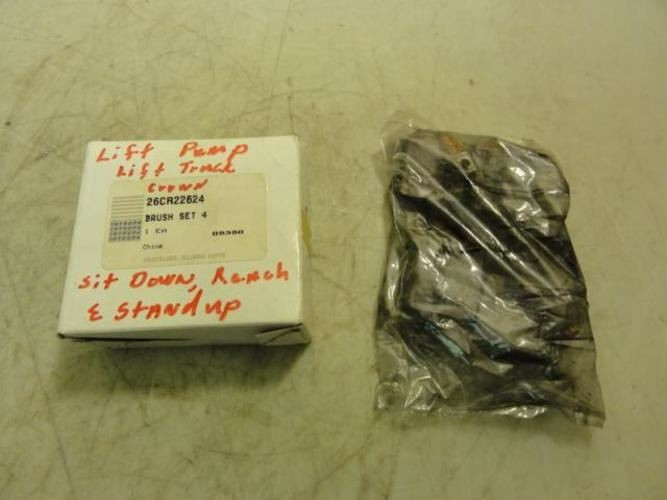 Lift Pump
Lift Truck
Crown
26CR22624
BRUSH SET 4
1 EA
China
Sit Down, Reach
& STANDUP